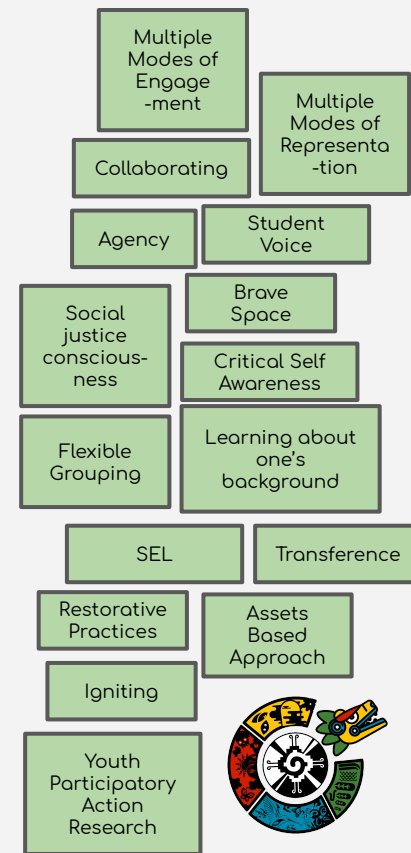 Multiple
Modes of
Engage
-ment
Multiple
Modes of
Representa
-tion
Collaborating
Agency
Student
Voice
Social
justice
conscious-
ness
Brave
Space
Critical Self
Awareness
Flexible
Grouping
Learning about
one's
background
SEL
Transference
Restorative
Practices
Assets
Based
Approach
Igniting
Youth
Participatory
Action
Research